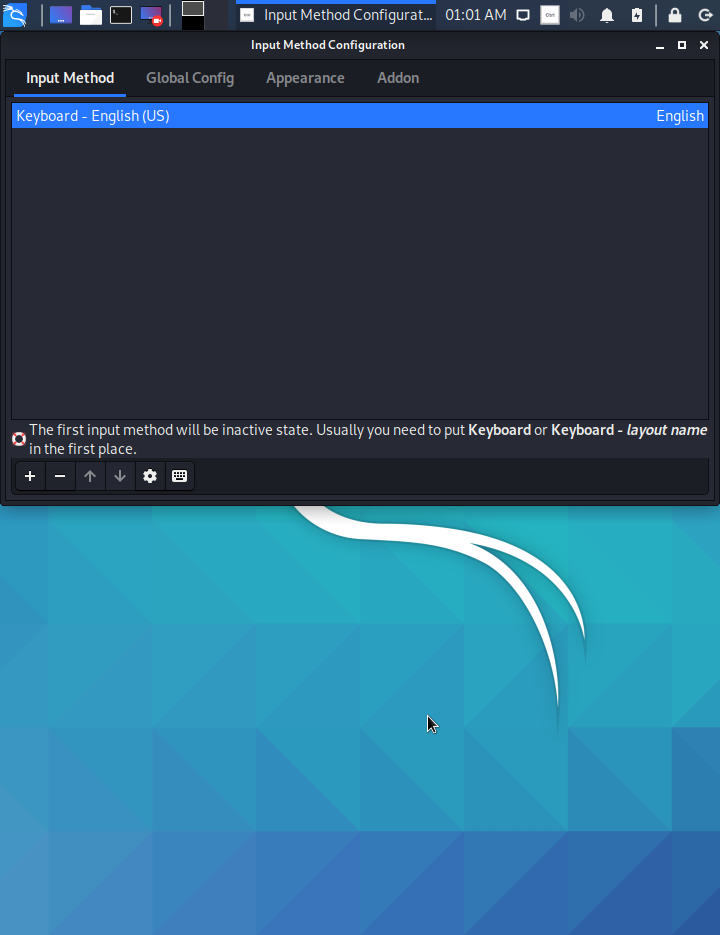 Input Method Configurat...
01:01 AM
Ctrl
Input Method Configuration
Input Method
Global Config
Appearance
Addon
Keyboard - English (US)
English
The first input method will be inactive state. Usually you need to put Keyboard or Keyboard - layout name
in the first place.